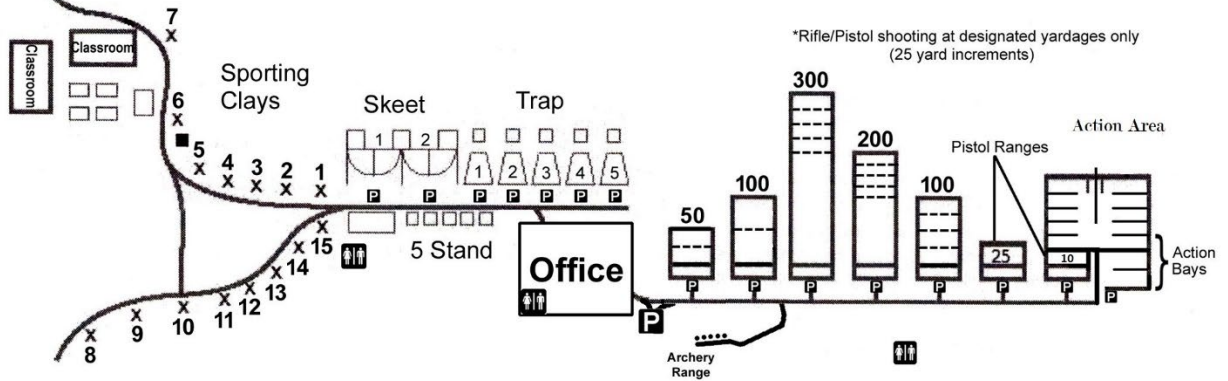 7
Classroom
Classroom
*Rifle/Pistol shooting at designated yardages only
(25 yard increments)
Sporting
Clays
6
5
4
3
2
1
Skeet
1
2
Trap
1
2
3
4
5
P
P
P
P
P
P
P
300
200
100
100
50
Pistol Ranges
Action Area
25
10
Action
Bays
15
14
13
12
11
10
9
8
5 Stand
Office
P
P
P
P
P
P
P
P
P
Archery
Range